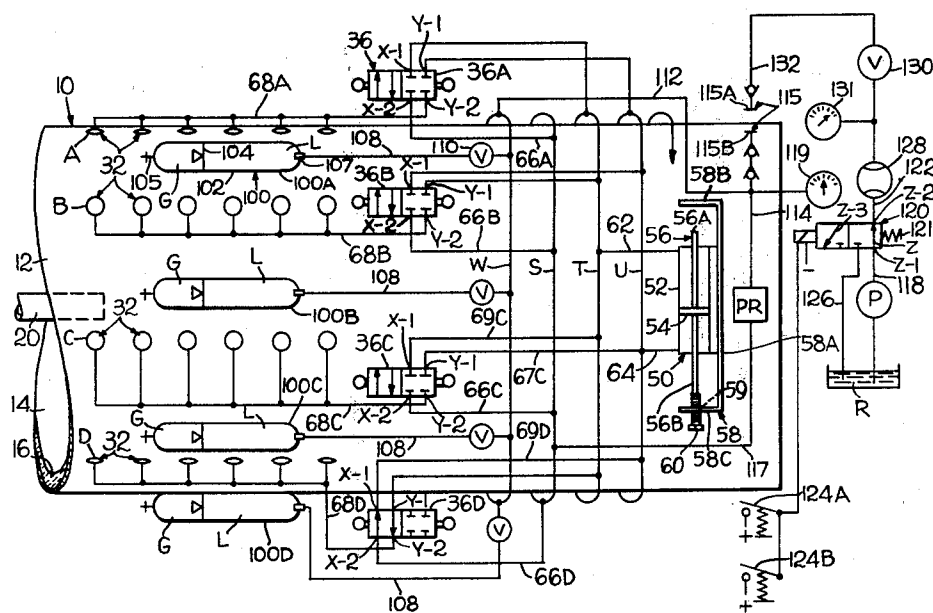 Y-1
X-1
36
36A
112
132
V
130
10
68A
X-2
Y-2
115A
115
131
A
32
L
108
110
V
66A
115B
128
122
104
107
X-1
119
105
G
102
100
100A
36B
Y-1
58B
Z-2
120
32
66B
62
56
56A
Z-3
121
B
X-2
Y-2
114
Z
68B
Z-1
12
G
L
W
S
T
U
52
118
108
V
54
PR
126
P
20
32
100B
69C
58A
C
X-1
36C
Y-1
50
R
100C
67C
64
59
14
L
68C
66C
56B
58
G
X-2
Y-2
69D
58C
16
D
32
108
V
60
117
X-1
124A
68D
Y-1
36D
+
G
L
100D
X-2
Y-2
V
124B
66D
108
+